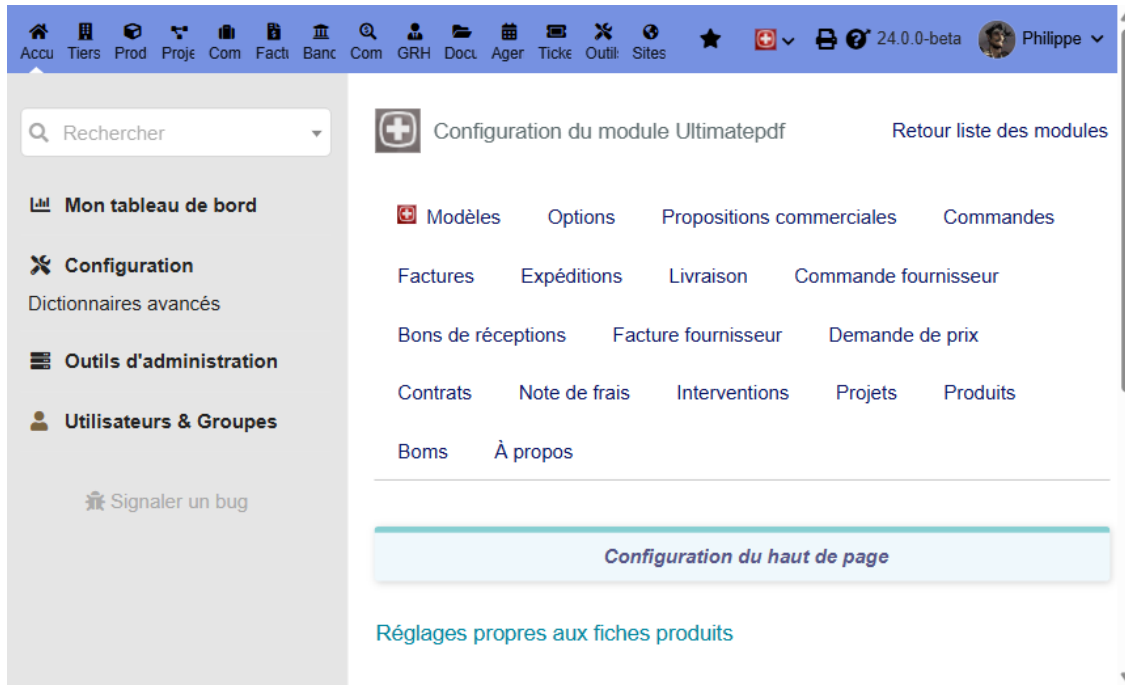 Accu Tiers Prod Proje Com Factu Banc Com GRH Docu Ager Ticke Outils Sites 24.0.0-beta Philippe
Rechercher
Mon tableau de bord
Configuration
Dictionnaires avancés
Outils d'administration
Utilisateurs & Groupes
Signaler un bug
Configuration du module Ultimatepdf Retour liste des modules
Modèles Options Propositions commerciales Commandes
Factures Expéditions Livraison Commande fournisseur
Bons de réceptions Facture fournisseur Demande de prix
Contrats Note de frais Interventions Projets Produits
Boms À propos
Configuration du haut de page
Réglages propres aux fiches produits